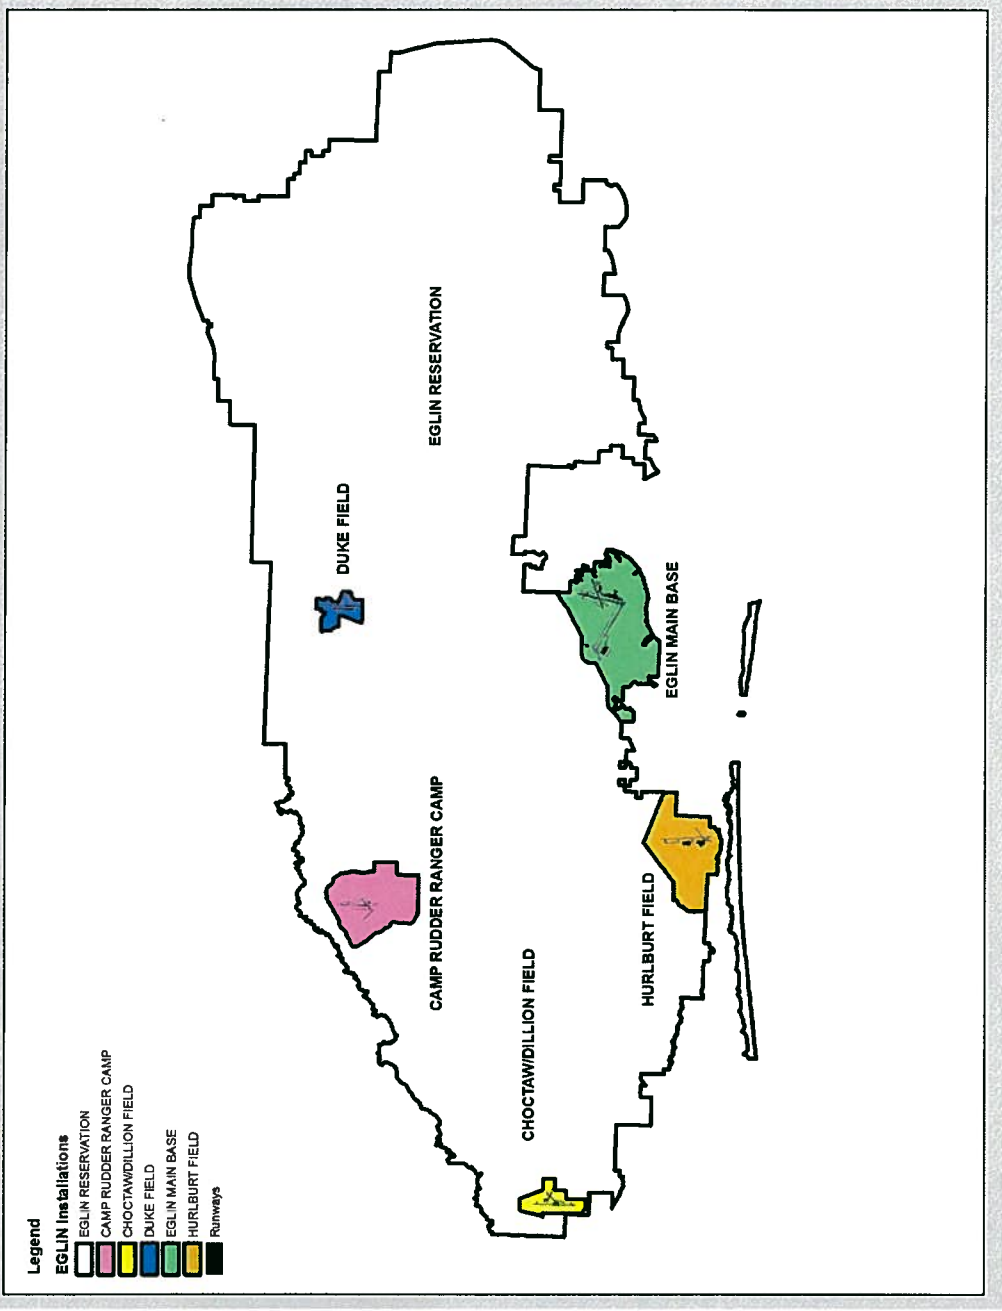 Legend
EGLIN Installations
EGLIN RESERVATION
CAMP RUDDER RANGER CAMP
CHOCTAW/DILLION FIELD
DUKE FIELD
EGLIN MAIN BASE
HURLBURT FIELD
Runways
DUKE FIELD
EGLIN RESERVATION
CAMP RUDDER RANGER CAMP
CHOCTAW/DILLION FIELD
HURLBURT FIELD
EGLIN MAIN BASE